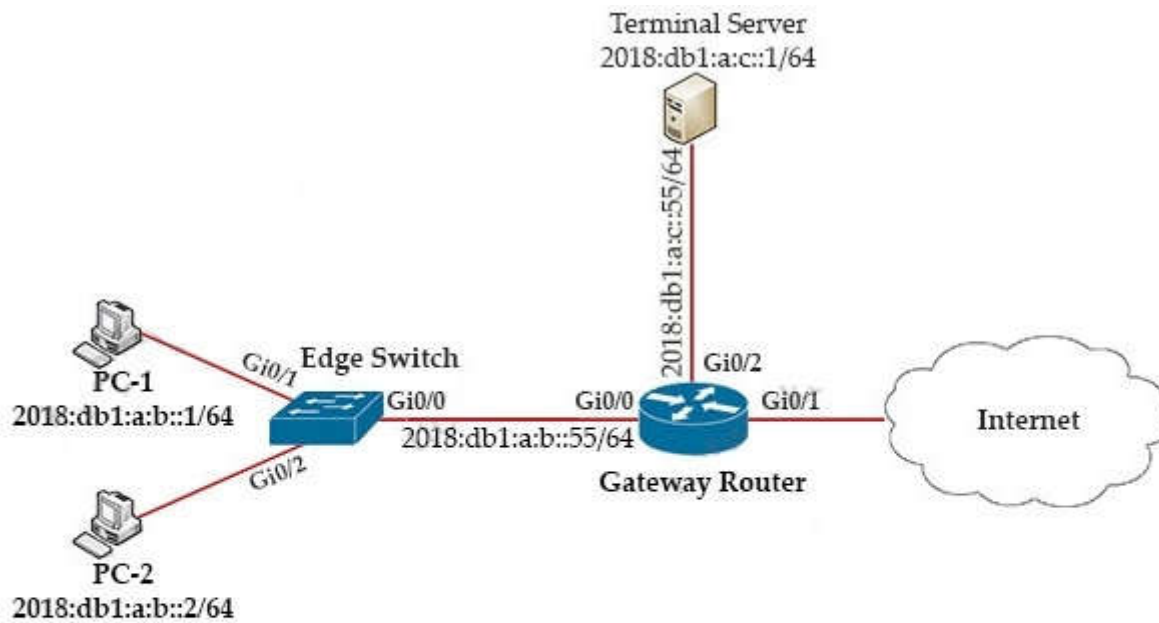 Terminal Server
2018:db1:a:c::1/64
2018:db1:a:c::55/64
Gi0/2
Edge Switch
Gi0/1
PC-1
2018:db1:a:b::1/64
Gi0/0
Gi0/0
Gi0/1
Internet
2018:db1:a:b::55/64
Gateway Router
Gi0/2
PC-2
2018:db1:a:b::2/64